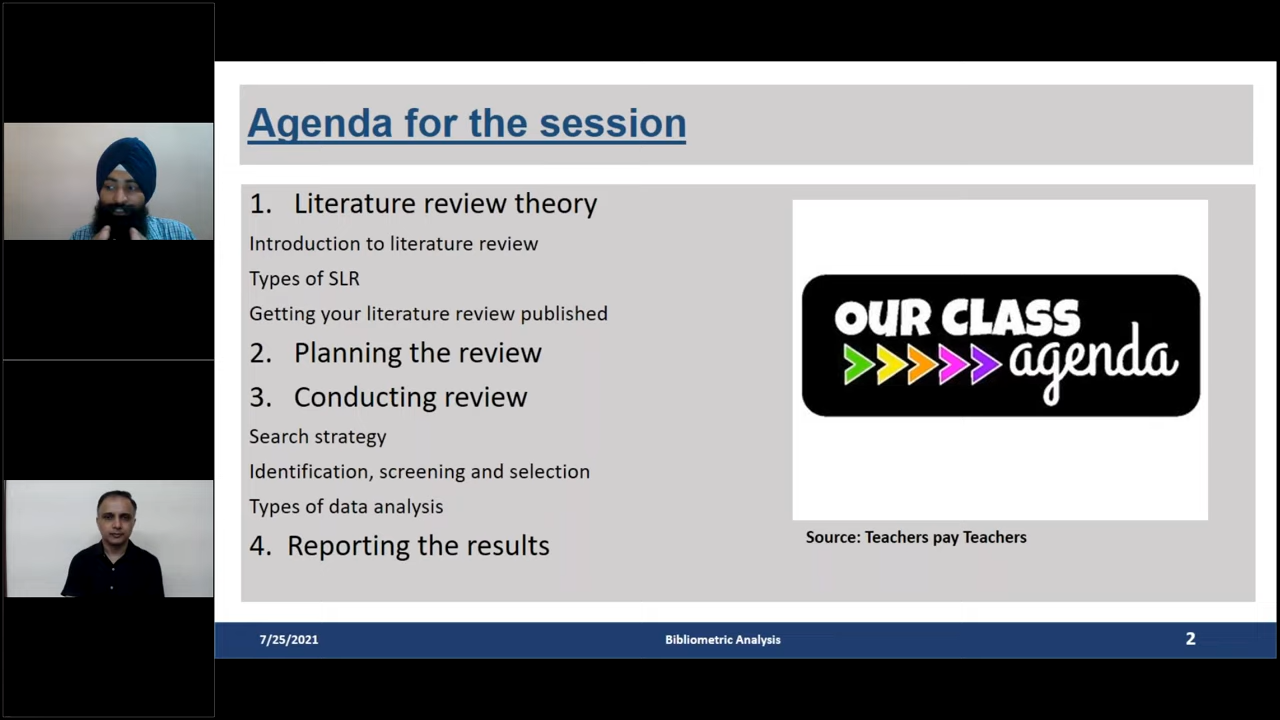 Agenda for the session
1. Literature review theory
Introduction to literature review
Types of SLR
Getting your literature review published
2. Planning the review
3. Conducting review
Search strategy
Identification, screening and selection
Types of data analysis
4. Reporting the results
OUR CLASS
agenda
Source: Teachers pay Teachers
7/25/2021
Bibliometric Analysis
2